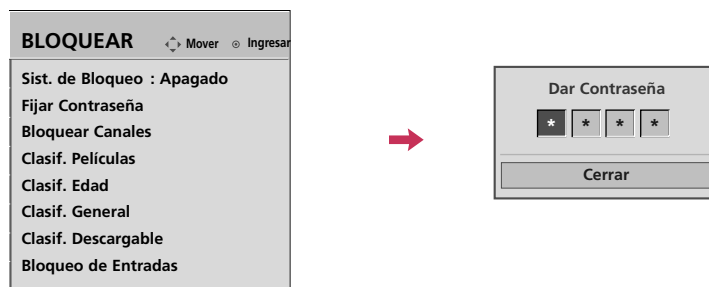 BLOQUEAR Mover Ingresar
Sist. de Bloqueo : Apagado
Fijar Contraseña
Bloquear Canales
Clasif. Películas
Clasif. Edad
Clasif. General
Clasif. Descargable
Bloqueo de Entradas
Dar Contraseña
* * * *
Cerrar